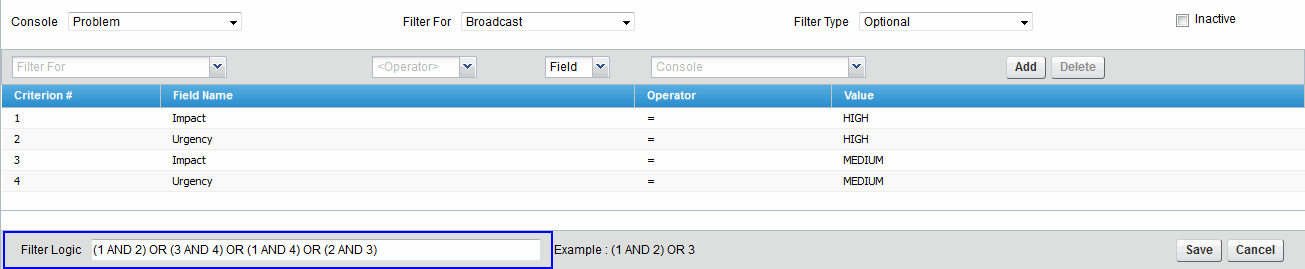 Console Problem Filter For Broadcast Filter Type Optional Inactive
Filter For <Operator> Field Console Add Delete
Criterion # Field Name Operator Value
1 Impact = HIGH
2 Urgency = HIGH
3 Impact = MEDIUM
4 Urgency = MEDIUM
Filter Logic (1 AND 2) OR (3 AND 4) OR (1 AND 4) OR (2 AND 3) Example : (1 AND 2) OR 3 Save Cancel